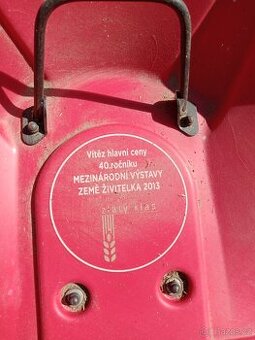 Vítěz hlavní ceny
40.ročníku
MEZINÁRODNÍ VÝSTAVY
ZEMĚ ŽIVITELKA 2013
zlatý klas